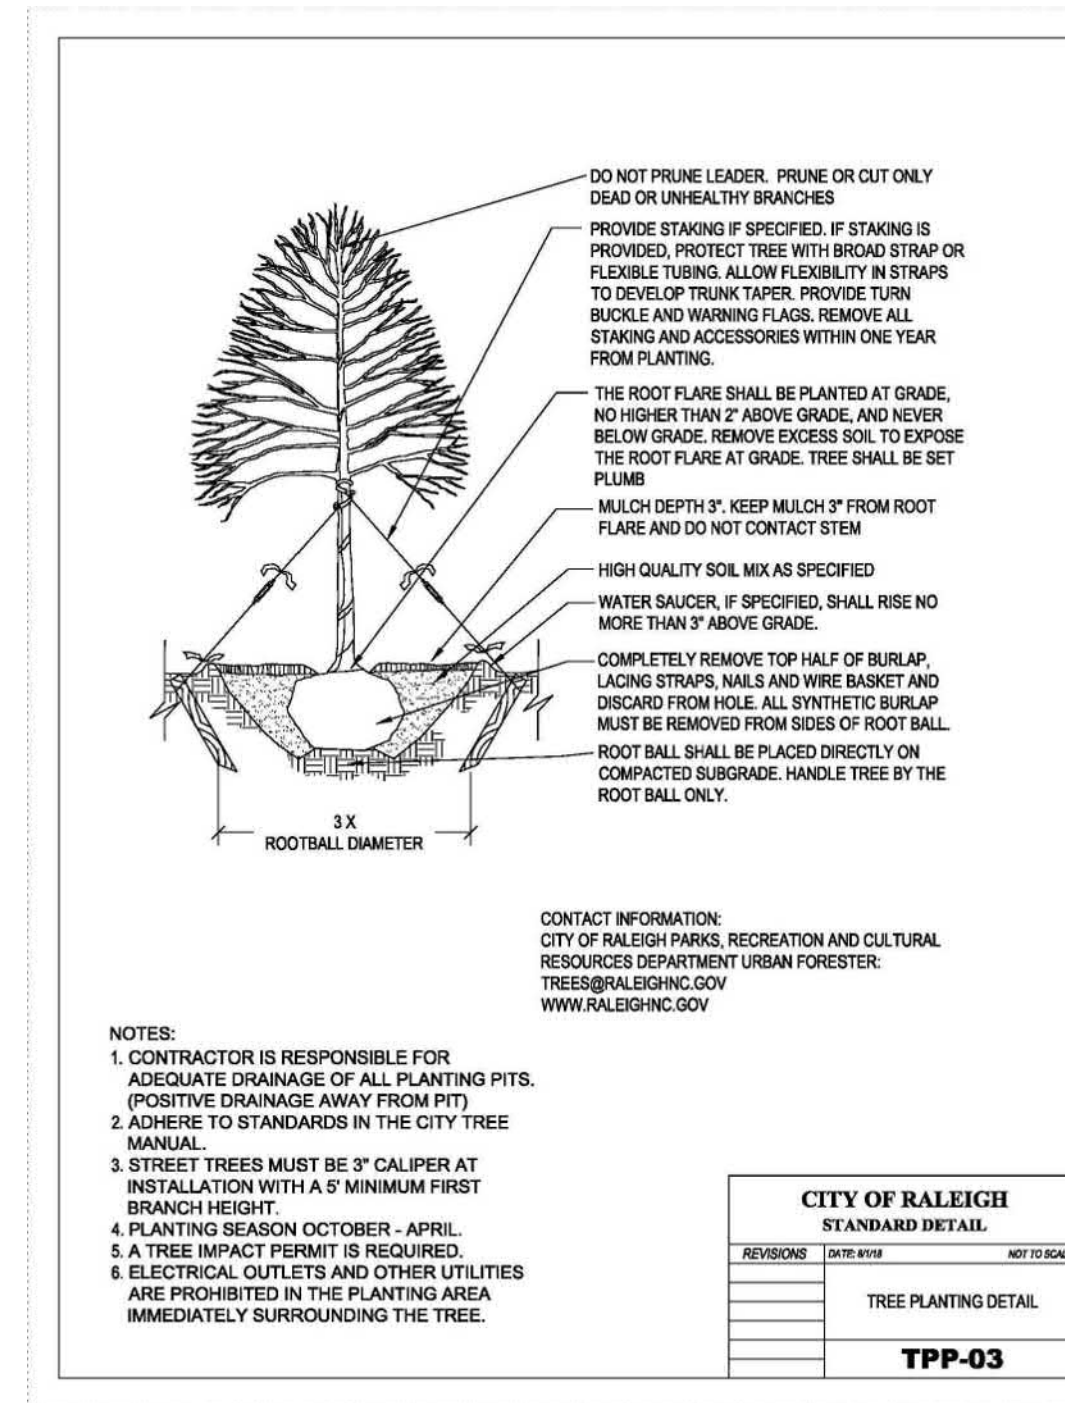 DO NOT PRUNE LEADER. PRUNE OR CUT ONLY
DEAD OR UNHEALTHY BRANCHES
PROVIDE STAKING IF SPECIFIED. IF STAKING IS
PROVIDED, PROTECT TREE WITH BROAD STRAP OR
FLEXIBLE TUBING. ALLOW FLEXIBILITY IN STRAPS
TO DEVELOP TRUNK TAPER. PROVIDE TURN
BUCKLE AND WARNING FLAGS. REMOVE ALL
STAKING AND ACCESSORIES WITHIN ONE YEAR
FROM PLANTING.
THE ROOT FLARE SHALL BE PLANTED AT GRADE,
NO HIGHER THAN 2" ABOVE GRADE, AND NEVER
BELOW GRADE. REMOVE EXCESS SOIL TO EXPOSE
THE ROOT FLARE AT GRADE. TREE SHALL BE SET
PLUMB
MULCH DEPTH 3". KEEP MULCH 3" FROM ROOT
FLARE AND DO NOT CONTACT STEM
HIGH QUALITY SOIL MIX AS SPECIFIED
WATER SAUCER, IF SPECIFIED, SHALL RISE NO
MORE THAN 3" ABOVE GRADE.
COMPLETELY REMOVE TOP HALF OF BURLAP,
LACING STRAPS, NAILS AND WIRE BASKET AND
DISCARD FROM HOLE. ALL SYNTHETIC BURLAP
MUST BE REMOVED FROM SIDES OF ROOT BALL.
ROOT BALL SHALL BE PLACED DIRECTLY ON
COMPACTED SUBGRADE. HANDLE TREE BY THE
ROOT BALL ONLY.
3 X
ROOTBALL DIAMETER
CONTACT INFORMATION:
CITY OF RALEIGH PARKS, RECREATION AND CULTURAL
RESOURCES DEPARTMENT URBAN FORESTER:
TREES@RALEIGHNC.GOV
WWW.RALEIGHNC.GOV
NOTES:
1. CONTRACTOR IS RESPONSIBLE FOR
ADEQUATE DRAINAGE OF ALL PLANTING PITS.
(POSITIVE DRAINAGE AWAY FROM PIT)
2. ADHERE TO STANDARDS IN THE CITY TREE
MANUAL.
3. STREET TREES MUST BE 3" CALIPER AT
INSTALLATION WITH A 5' MINIMUM FIRST
BRANCH HEIGHT.
4. PLANTING SEASON OCTOBER - APRIL.
5. A TREE IMPACT PERMIT IS REQUIRED.
6. ELECTRICAL OUTLETS AND OTHER UTILITIES
ARE PROHIBITED IN THE PLANTING AREA
IMMEDIATELY SURROUNDING THE TREE.
CITY OF RALEIGH
STANDARD DETAIL
REVISIONS DATE: 8/1/18 NOT TO SCAL
TREE PLANTING DETAIL
TPP-03